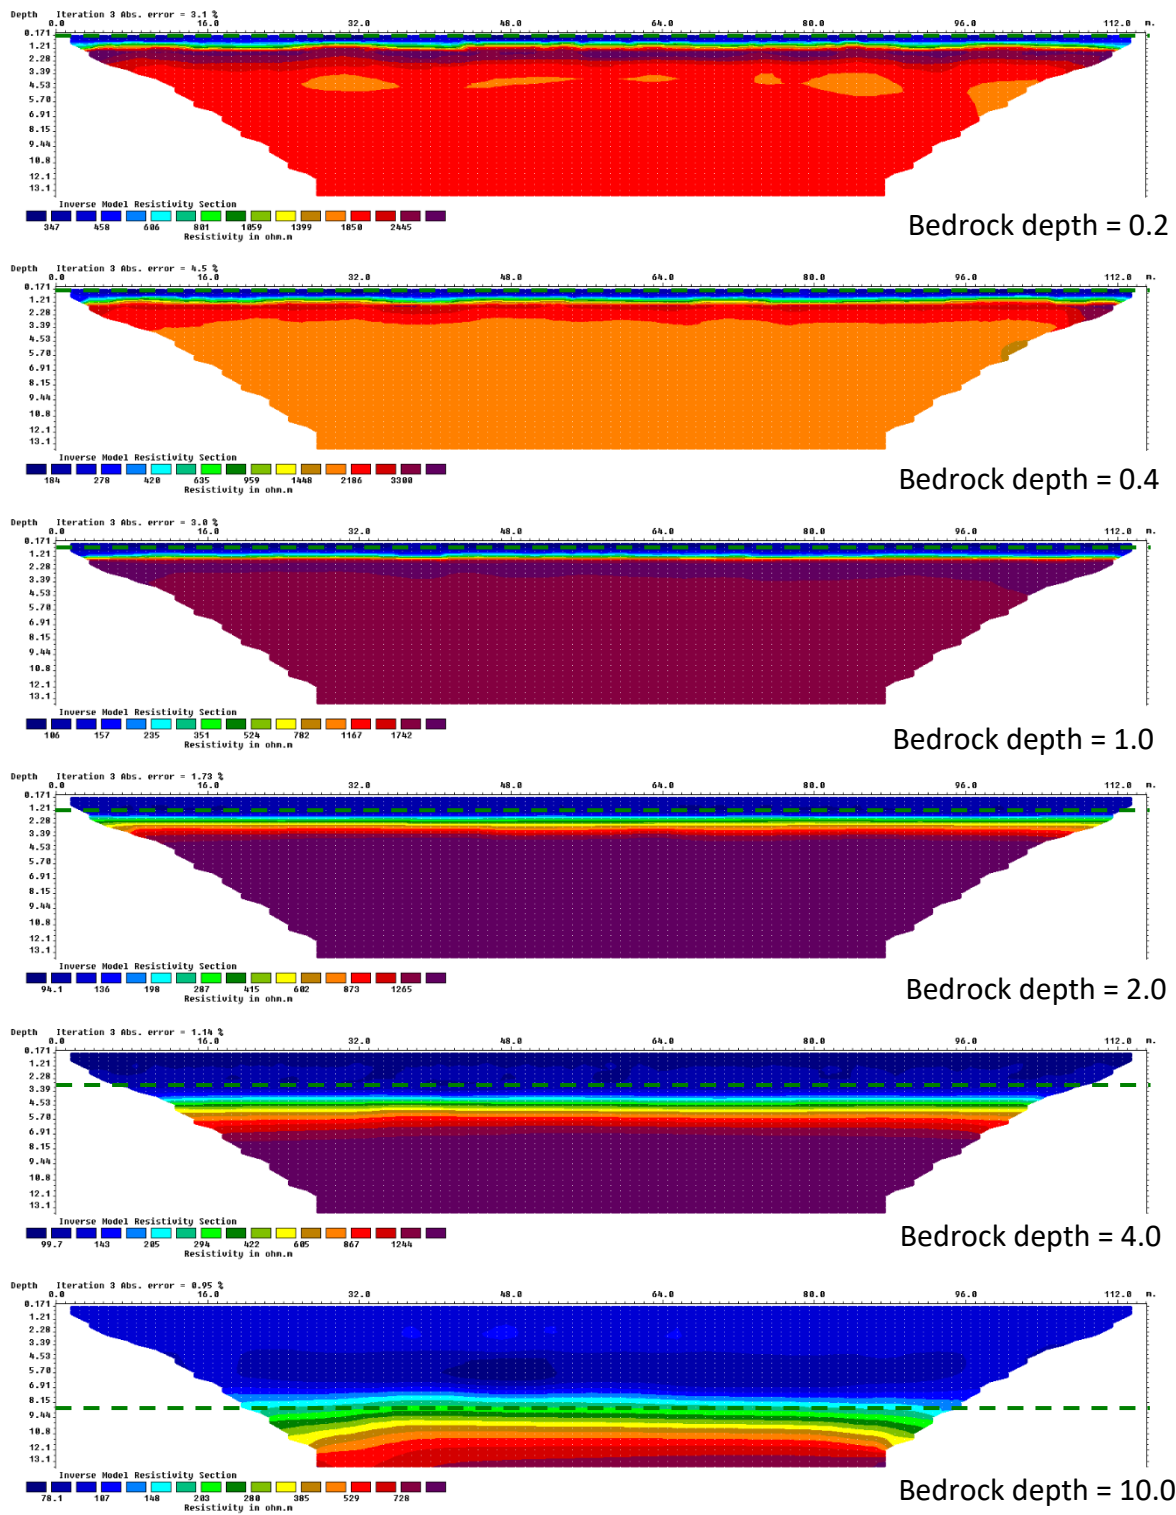 Depth Iteration 3 Abs. error = 3.1 %
0.0 16.0 32.0 48.0 64.0 80.0 96.0 112.0 m.
0.171
1.21
2.28
3.39
4.53
5.70
6.91
8.15
9.44
10.8
12.1
13.1
Inverse Model Resistivity Section
347 458 606 801 1059 1399 1850 2445
Resistivity in ohm.m
Bedrock depth = 0.2
Depth Iteration 3 Abs. error = 4.5 %
0.0 16.0 32.0 48.0 64.0 80.0 96.0 112.0 m.
0.171
1.21
2.28
3.39
4.53
5.70
6.91
8.15
9.44
10.8
12.1
13.1
Inverse Model Resistivity Section
184 278 420 635 959 1448 2186 3300
Resistivity in ohm.m
Bedrock depth = 0.4
Depth Iteration 3 Abs. error = 3.0 %
0.0 16.0 32.0 48.0 64.0 80.0 96.0 112.0 m.
0.171
1.21
2.28
3.39
4.53
5.70
6.91
8.15
9.44
10.8
12.1
13.1
Inverse Model Resistivity Section
106 157 235 351 524 782 1167 1742
Resistivity in ohm.m
Bedrock depth = 1.0
Depth Iteration 3 Abs. error = 1.73 %
0.0 16.0 32.0 48.0 64.0 80.0 96.0 112.0 m.
0.171
1.21
2.28
3.39
4.53
5.70
6.91
8.15
9.44
10.8
12.1
13.1
Inverse Model Resistivity Section
94.1 136 198 287 415 602 873 1265
Resistivity in ohm.m
Bedrock depth = 2.0
Depth Iteration 3 Abs. error = 1.14 %
0.0 16.0 32.0 48.0 64.0 80.0 96.0 112.0 m.
0.171
1.21
2.28
3.39
4.53
5.70
6.91
8.15
9.44
10.8
12.1
13.1
Inverse Model Resistivity Section
99.7 143 205 294 422 605 867 1244
Resistivity in ohm.m
Bedrock depth = 4.0
Depth Iteration 3 Abs. error = 0.95 %
0.0 16.0 32.0 48.0 64.0 80.0 96.0 112.0 m.
0.171
1.21
2.28
3.39
4.53
5.70
6.91
8.15
9.44
10.8
12.1
13.1
Inverse Model Resistivity Section
78.1 107 148 203 280 385 529 728
Resistivity in ohm.m
Bedrock depth = 10.0